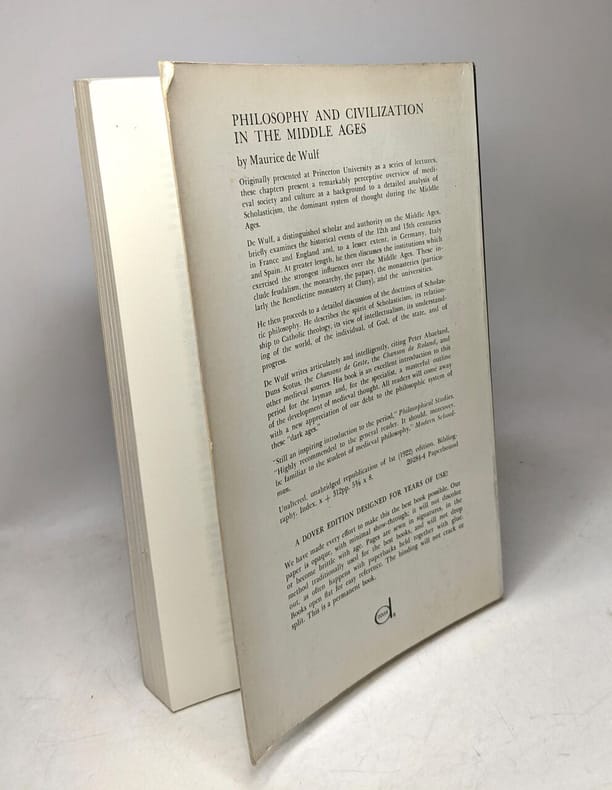 PHILOSOPHY AND CIVILIZATION
IN THE MIDDLE AGES
by Maurice de Wulf
Originally presented at Princeton University as a series of lectures,
these chapters present a remarkably perceptive overview of medi-
eval society and culture as a background to a detailed analysis of
Scholasticism, the dominant system of thought during the Middle
Ages.
De Wulf, a distinguished scholar and authority on the Middle Ages,
briefly examines the historical events of the 12th and 13th centuries
in France and England and, to a lesser extent, in Germany, Italy
and Spain. At greater length, he then discusses the institutions which
exercised the strongest influences over the Middle Ages. These in-
clude feudalism, the monarchy, the papacy, the monasteries (particu-
larly the Benedictine monastery at Cluny), and the universities.
He then proceeds to a detailed discussion of the doctrines of Scholas-
tic philosophy. He describes the spirit of Scholasticism, its relation-
ship to Catholic theology, its view of intellectualism, its understand-
ing of the world, of the individual, of God, of the state, and of
progress.
De Wulf writes articulately and intelligently, citing Peter Abaelard,
Duns Scotus, the Chansons de Geste, the Chanson de Roland, and
other medieval sources. His book is an excellent introduction to this
period for the layman and, for the specialist, a masterful outline
of the development of medieval thought. All readers will come away
with a new appreciation of our debt to the philosophic system of
these "dark ages."
"Still an inspiring introduction to the period," Philosophical Studies.
"Highly recommended to the general reader. It should, moreover,
be familiar to the student of medieval philosophy," Modern School-
man.
Unaltered, unabridged republication of 1st (1922) edition. Bibliog-
raphy. Index. x + 312pp. 5⅜ x 8. 20284-4 Paperbound
A DOVER EDITION DESIGNED FOR YEARS OF USE!
We have made every effort to make this the best book possible. Our
paper is opaque, with minimal show-through; it will not discolor
or become brittle with age. Pages are sewn in signatures, in the
method traditionally used for the best books, and will not drop
out, as often happens with paperbacks held together with glue.
Books open flat for easy reference. The binding will not crack or
split. This is a permanent book.